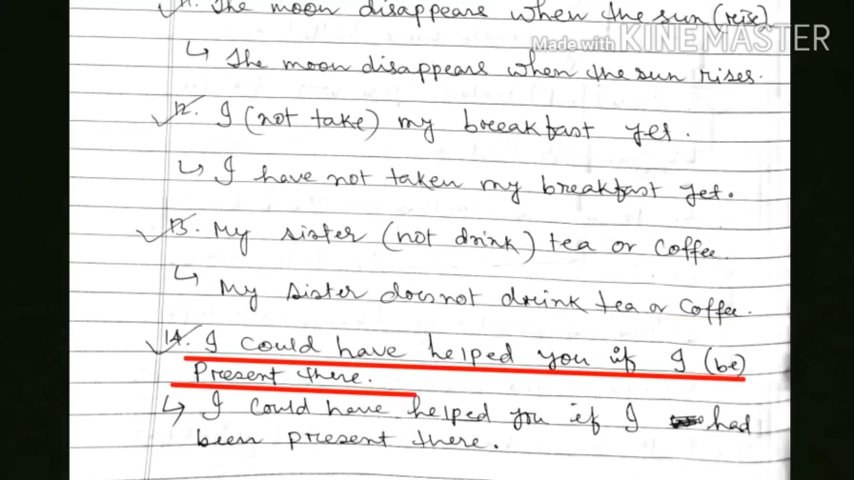 11. The moon disappears when the sun (rise).
Made with KINEMASTER
↳ The moon disappears when the sun rises.
12. I (not take) my breakfast yet.
↳ I have not taken my breakfast yet.
13. My sister (not drink) tea or coffee.
↳ My sister does not drink tea or coffee.
14. I could have helped you if I (be)
Present there.
↳ I could have helped you if I had
been present there.